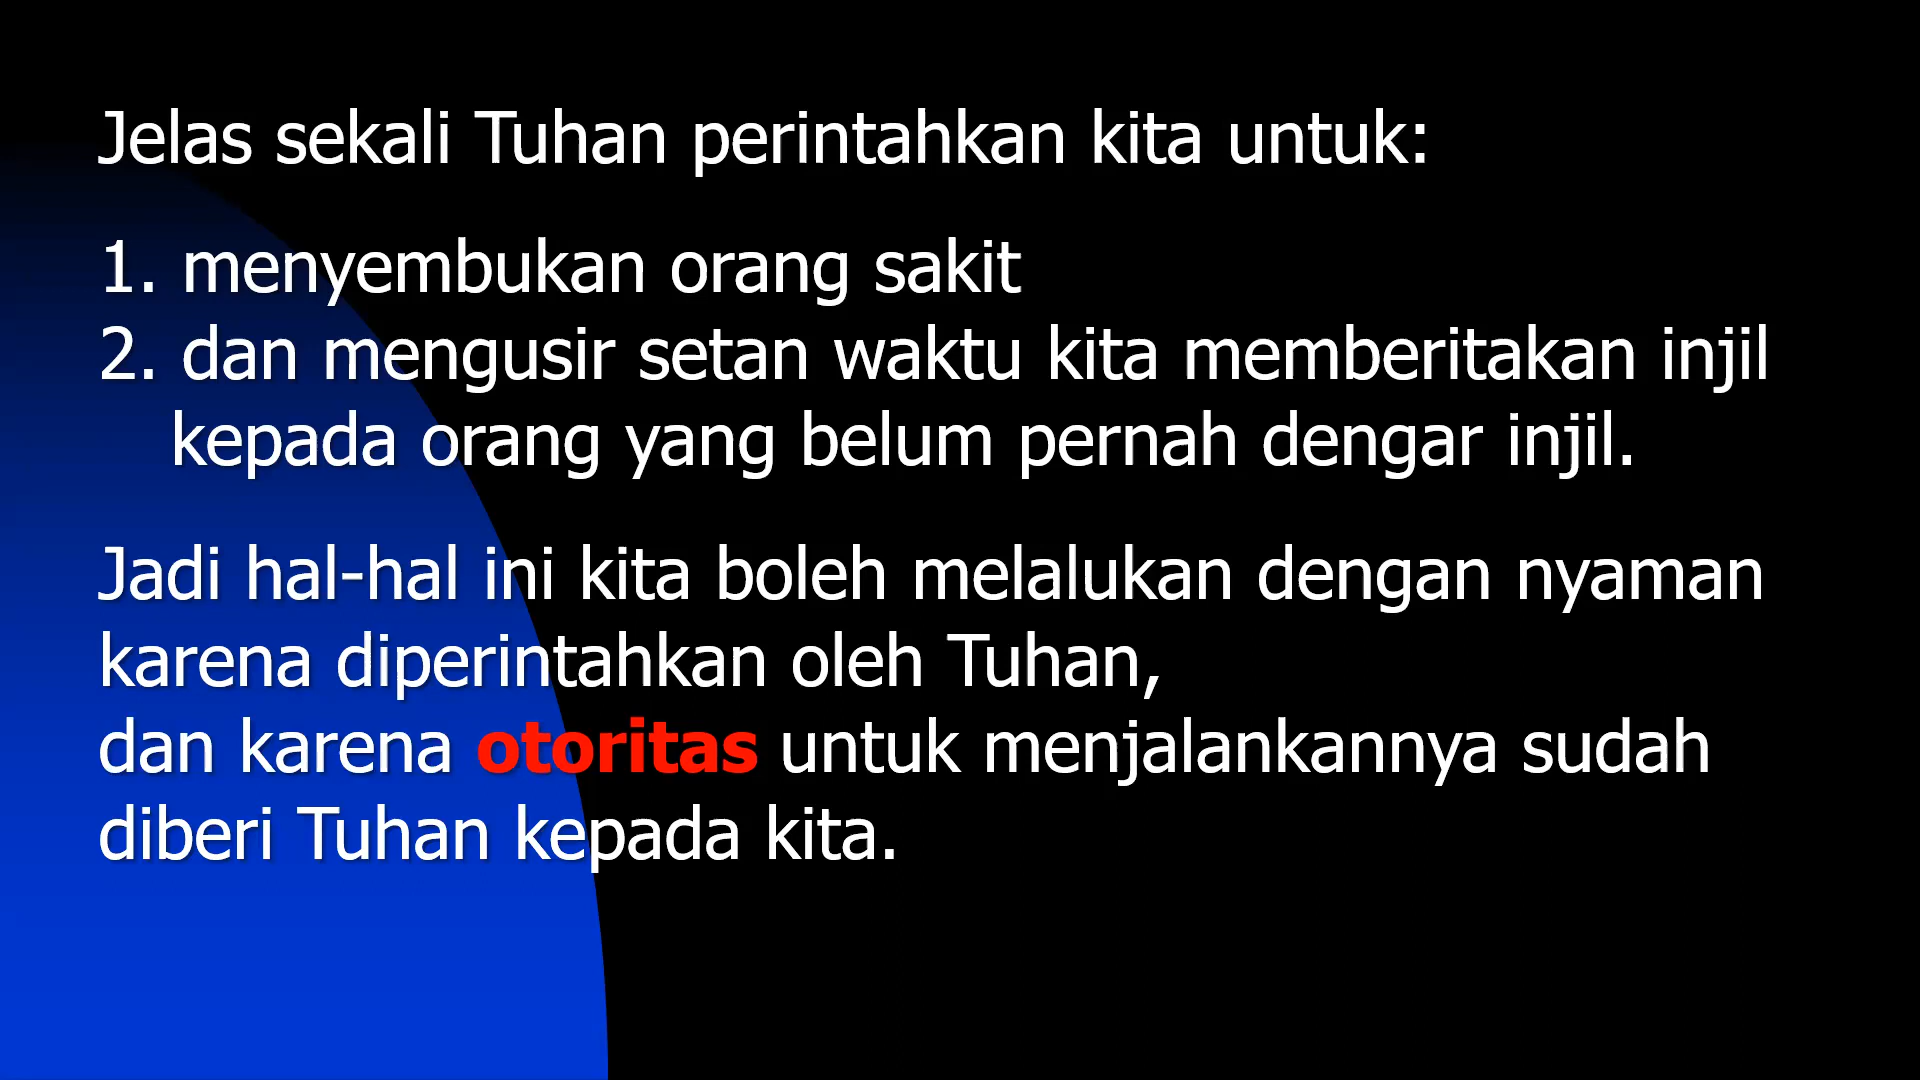 Jelas sekali Tuhan perintahkan kita untuk:
1. menyembukan orang sakit
2. dan mengusir setan waktu kita memberitakan injil
kepada orang yang belum pernah dengar injil.
Jadi hal-hal ini kita boleh melalukan dengan nyaman
karena diperintahkan oleh Tuhan,
dan karena otoritas untuk menjalankannya sudah
diberi Tuhan kepada kita.